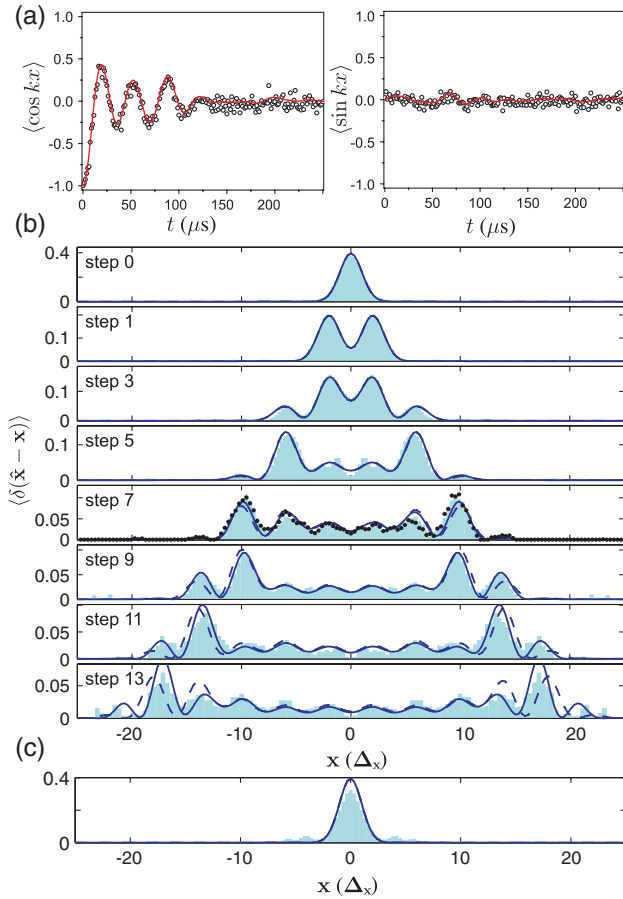 (a)
1.0 1.0
0.5 0.5
⟨cos kx⟩ 0.0 ⟨sin kx⟩ 0.0
-0.5 -0.5
-1.0 -1.0
0 50 100 150 200 0 50 100 150 200
t (μs) t (μs)
(b)
0.4 step 0
0
0.1 step 1
0
0.1 step 3
0
0.1 step 5
0
0.1 step 7
0.05
0
0.1 step 9
0.05
0
step 11
0.05
0
step 13
0.05
0
⟨δ(x̂ − x)⟩
-20 -10 0 10 20
x (Δx)
(c)
0.4
0
-20 -10 0 10 20
x (Δx)